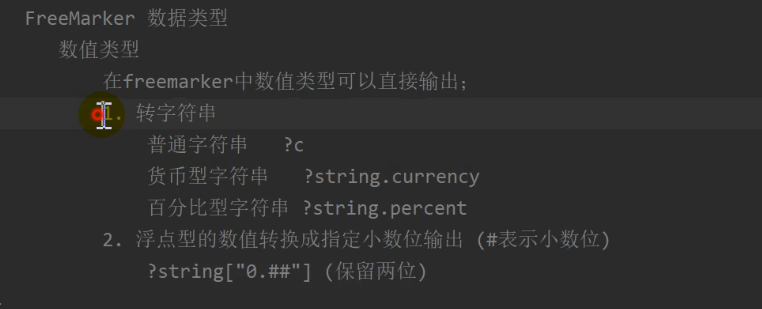 FreeMarker 数据类型
数值类型
在freemarker中数值类型可以直接输出;
1. 转字符串
普通字符串 ?c
货币型字符串 ?string.currency
百分比型字符串 ?string.percent
2. 浮点型的数值转换成指定小数位输出 (#表示小数位)
?string["0.##"] (保留两位)